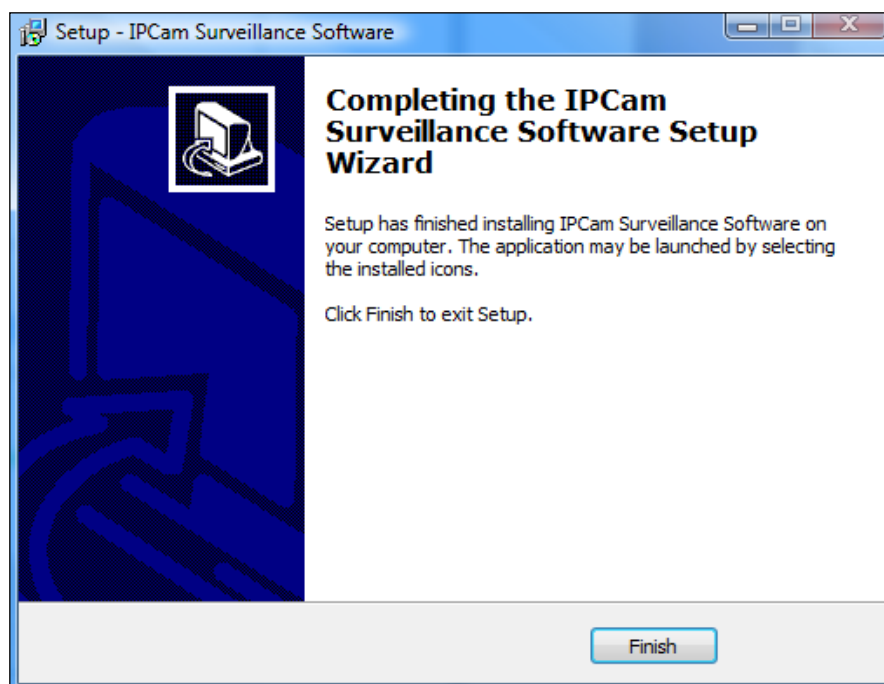 Setup - IPCam Surveillance Software
Completing the IPCam
Surveillance Software Setup
Wizard
Setup has finished installing IPCam Surveillance Software on
your computer. The application may be launched by selecting
the installed icons.
Click Finish to exit Setup.
Finish